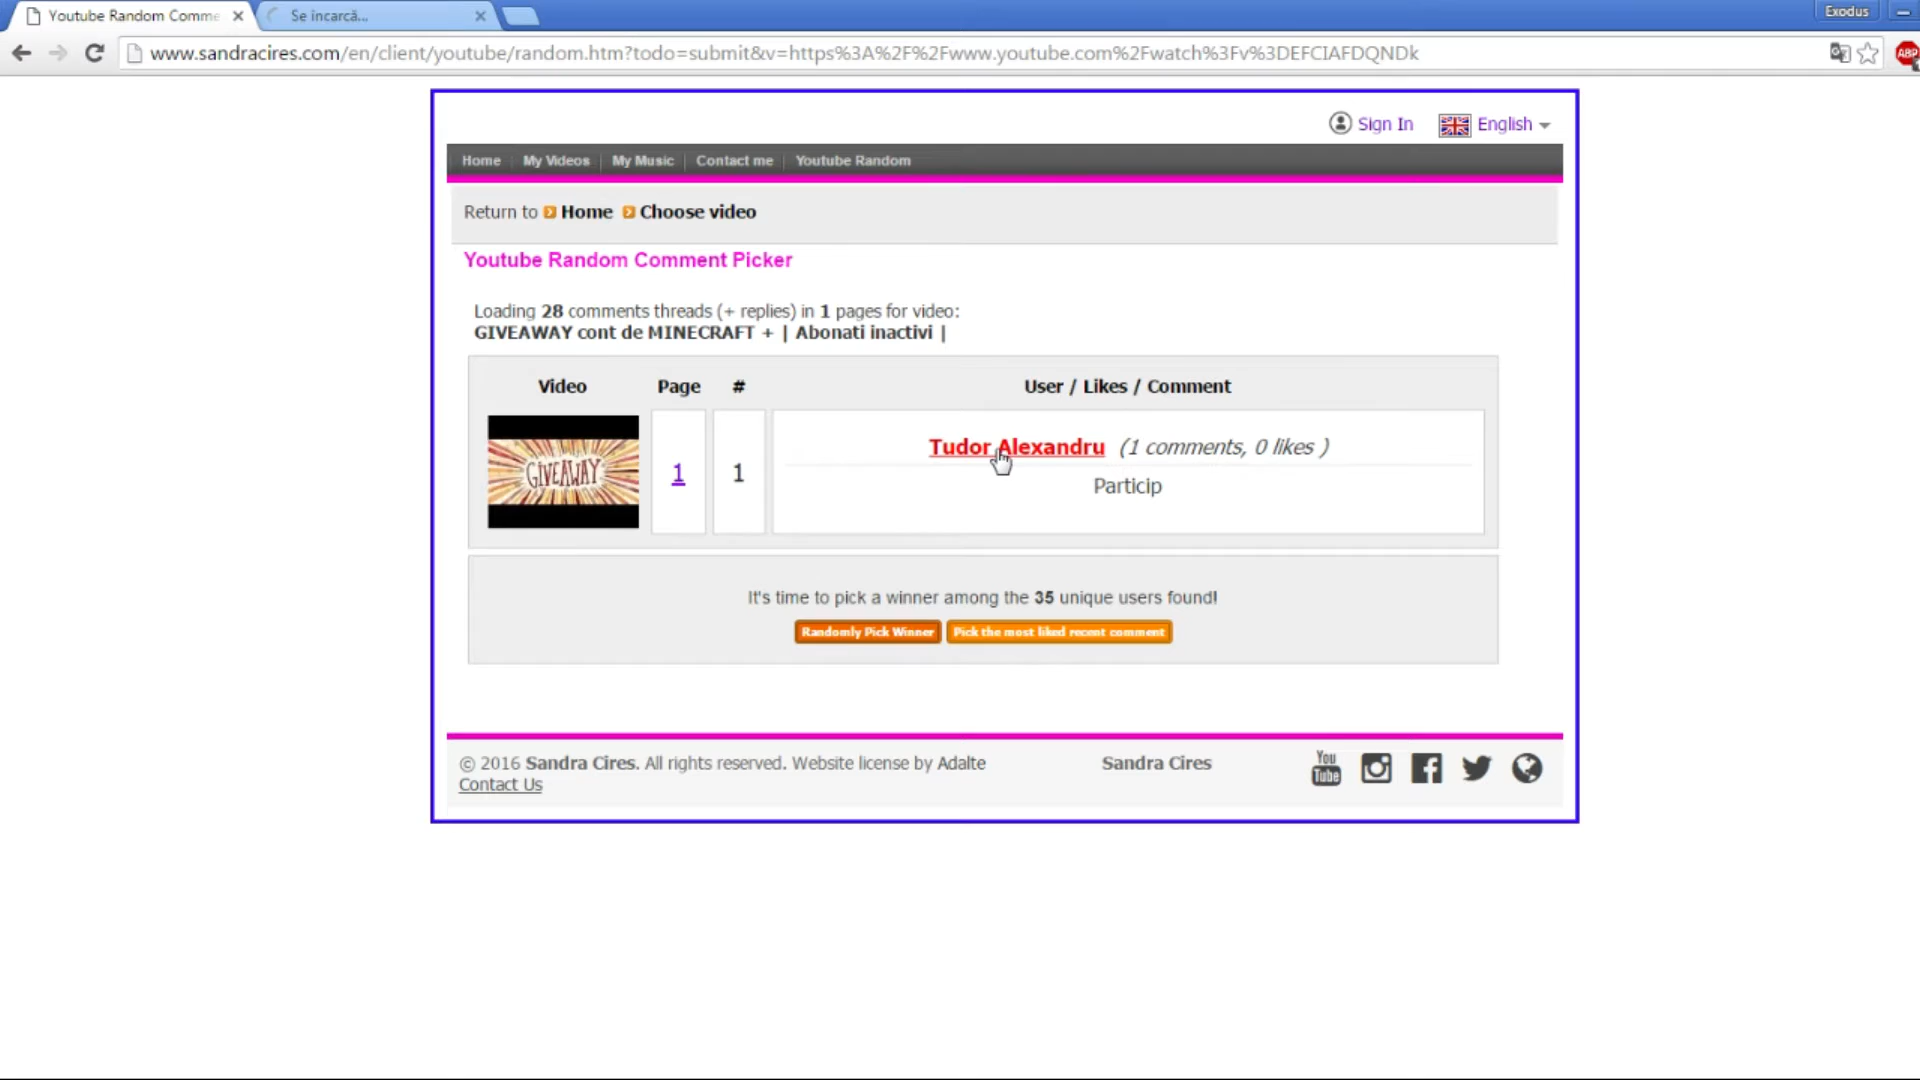 Youtube Random Comme
Se încarcă...
Exodus
www.sandracires.com/en/client/youtube/random.htm?todo=submit&v=https%3A%2F%2Fwww.youtube.com%2Fwatch%3Fv%3DEFCIAFDQNDk
ABP
Sign In English
Home My Videos My Music Contact me Youtube Random
Return to Home Choose video
Youtube Random Comment Picker
Loading 28 comments threads (+ replies) in 1 pages for video:
GIVEAWAY cont de MINECRAFT + | Abonati inactivi |
Video Page # User / Likes / Comment
GIVEAWAY 1 1 Tudor Alexandru (1 comments, 0 likes )
Particip
It's time to pick a winner among the 35 unique users found!
Randomly Pick Winner Pick the most liked recent comment
© 2016 Sandra Cires. All rights reserved. Website license by Adalte Sandra Cires You Tube
Contact Us